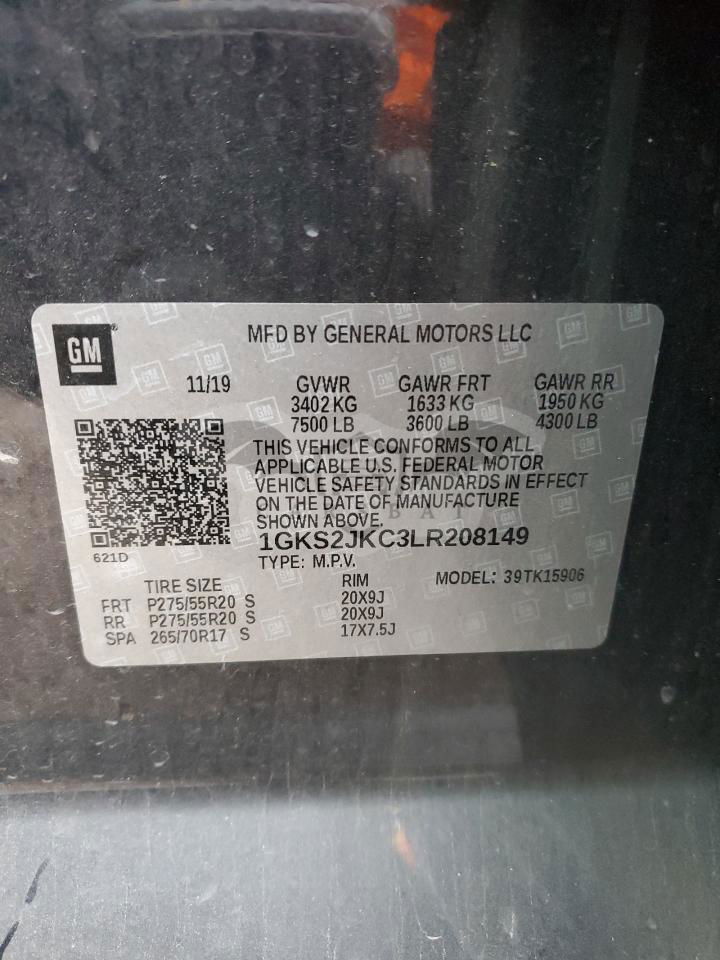 GM
MFD BY GENERAL MOTORS LLC
11/19 GVWR GAWR FRT GAWR RR
3402 KG 1633 KG 1950 KG
7500 LB 3600 LB 4300 LB
THIS VEHICLE CONFORMS TO ALL
APPLICABLE U.S. FEDERAL MOTOR
VEHICLE SAFETY STANDARDS IN EFFECT
ON THE DATE OF MANUFACTURE
SHOWN ABOVE.
1GKS2JKC3LR208149
621D
TYPE: M.P.V. MODEL: 39TK15906
TIRE SIZE RIM
FRT P275/55R20 S 20X9J
RR P275/55R20 S 20X9J
SPA 265/70R17 S 17X7.5J